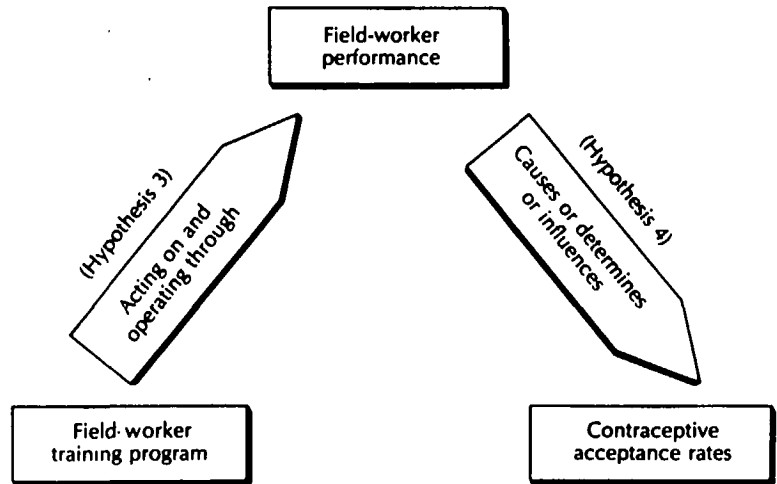 Field-worker
performance
(Hypothesis 3)
Acting on and
operating through
(Hypothesis 4)
Causes or determines
or influences
Field-worker
training program
Contraceptive
acceptance rates